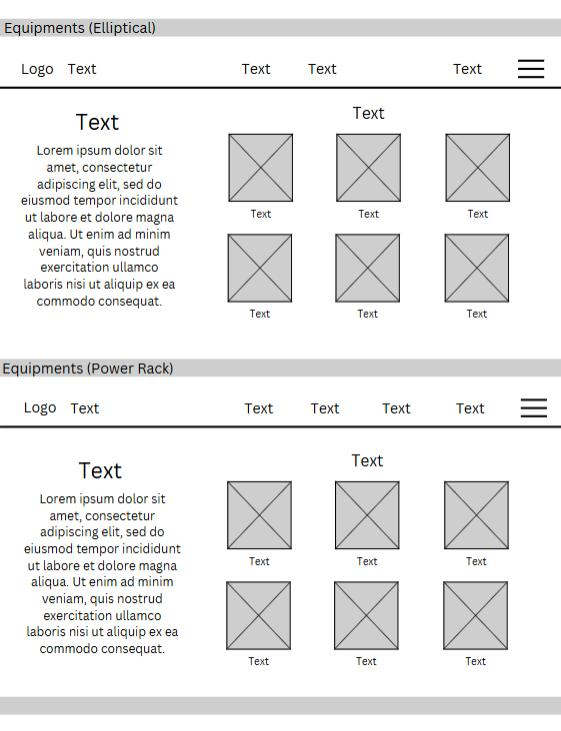 Equipments (Elliptical)
Logo Text Text Text Text
Text
Lorem ipsum dolor sit
amet, consectetur
adipiscing elit, sed do
eiusmod tempor incididunt
ut labore et dolore magna
aliqua. Ut enim ad minim
veniam, quis nostrud
exercitation ullamco
laboris nisi ut aliquip ex ea
commodo consequat.
Text
Text Text Text
Text Text Text
Equipments (Power Rack)
Logo Text Text Text Text Text
Text
Lorem ipsum dolor sit
amet, consectetur
adipiscing elit, sed do
eiusmod tempor incididunt
ut labore et dolore magna
aliqua. Ut enim ad minim
veniam, quis nostrud
exercitation ullamco
laboris nisi ut aliquip ex ea
commodo consequat.
Text
Text Text Text
Text Text Text